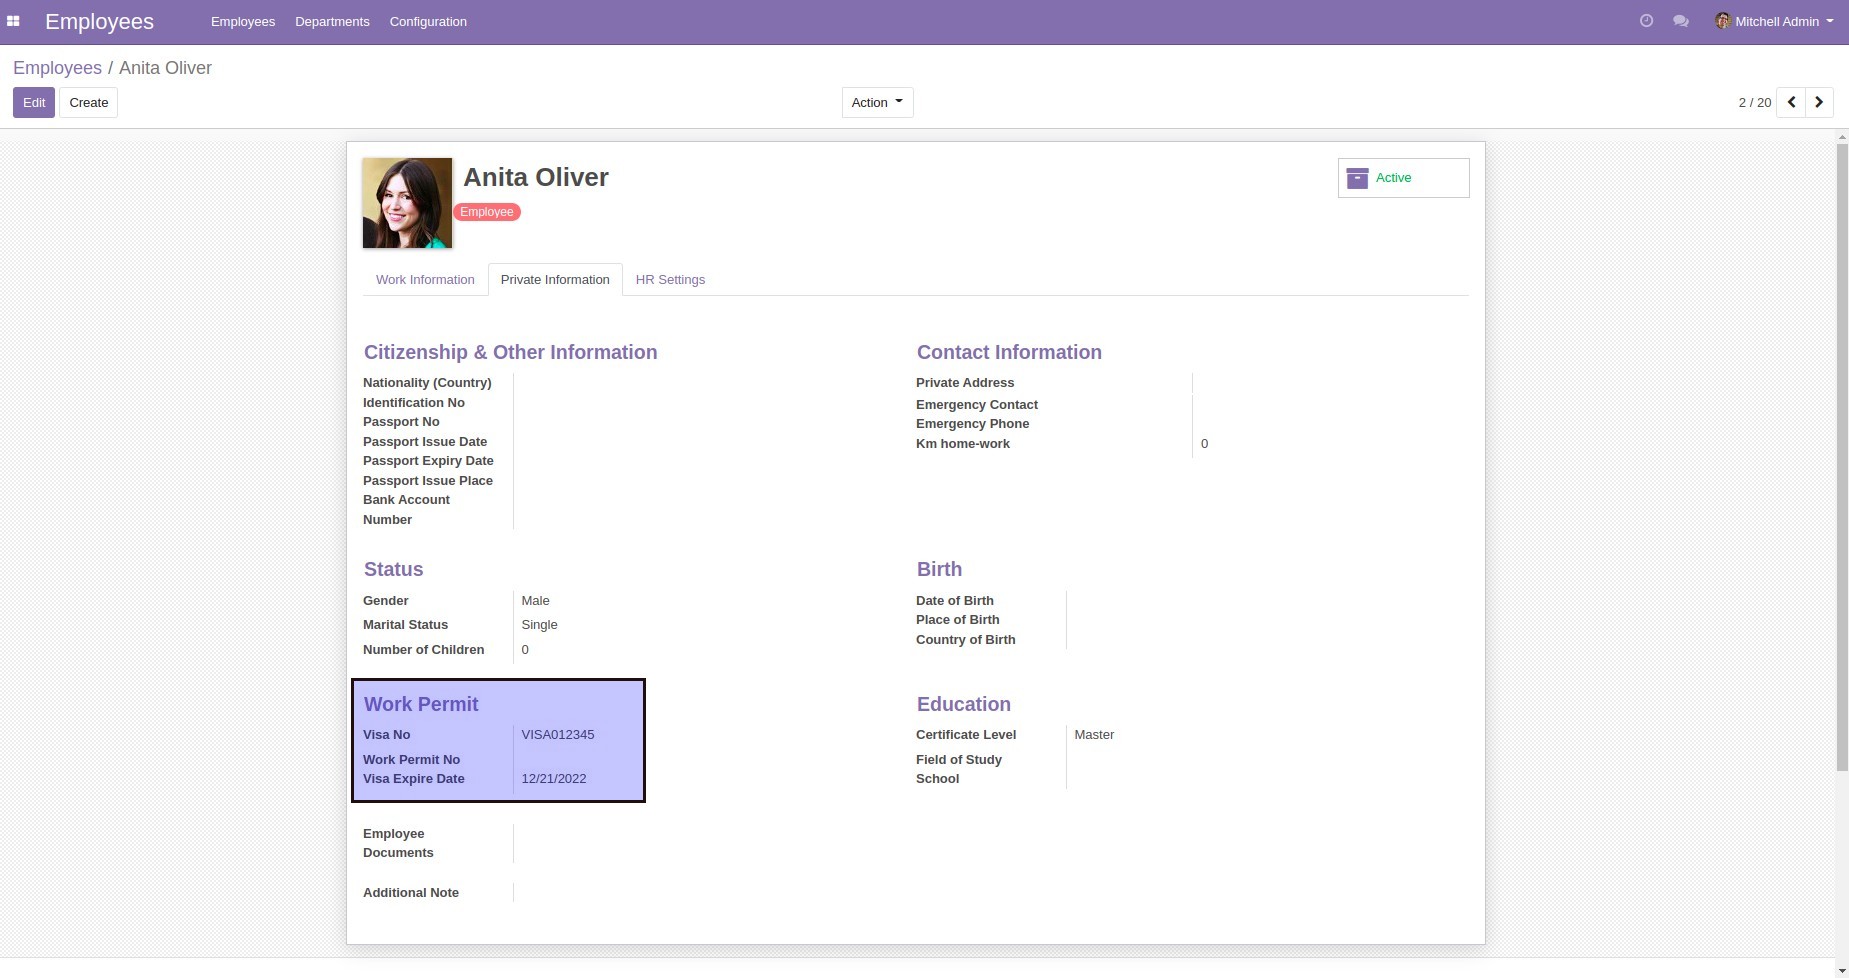 Employees Employees Departments Configuration Mitchell Admin
Employees / Anita Oliver
Edit Create Action 2 / 20
Anita Oliver
Active
Employee
Work Information Private Information HR Settings
Citizenship & Other Information
Nationality (Country)
Identification No
Passport No
Passport Issue Date
Passport Expiry Date
Passport Issue Place
Bank Account
Number
Contact Information
Private Address
Emergency Contact
Emergency Phone
Km home-work 0
Status
Gender Male
Marital Status Single
Number of Children 0
Birth
Date of Birth
Place of Birth
Country of Birth
Work Permit
Visa No VISA012345
Work Permit No
Visa Expire Date 12/21/2022
Education
Certificate Level Master
Field of Study
School
Employee
Documents
Additional Note